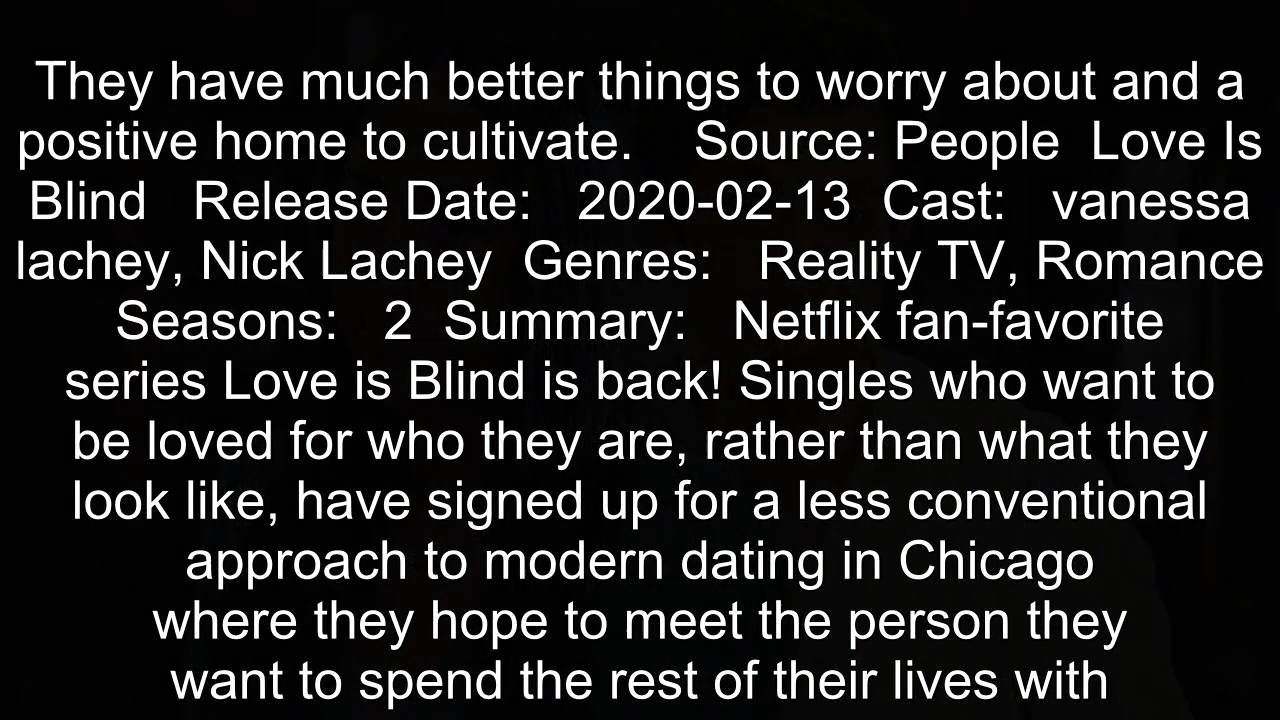 They have much better things to worry about and a
positive home to cultivate. Source: People Love Is
Blind Release Date: 2020-02-13 Cast: vanessa
lachey, Nick Lachey Genres: Reality TV, Romance
Seasons: 2 Summary: Netflix fan-favorite
series Love is Blind is back! Singles who want to
be loved for who they are, rather than what they
look like, have signed up for a less conventional
approach to modern dating in Chicago
where they hope to meet the person they
want to spend the rest of their lives with